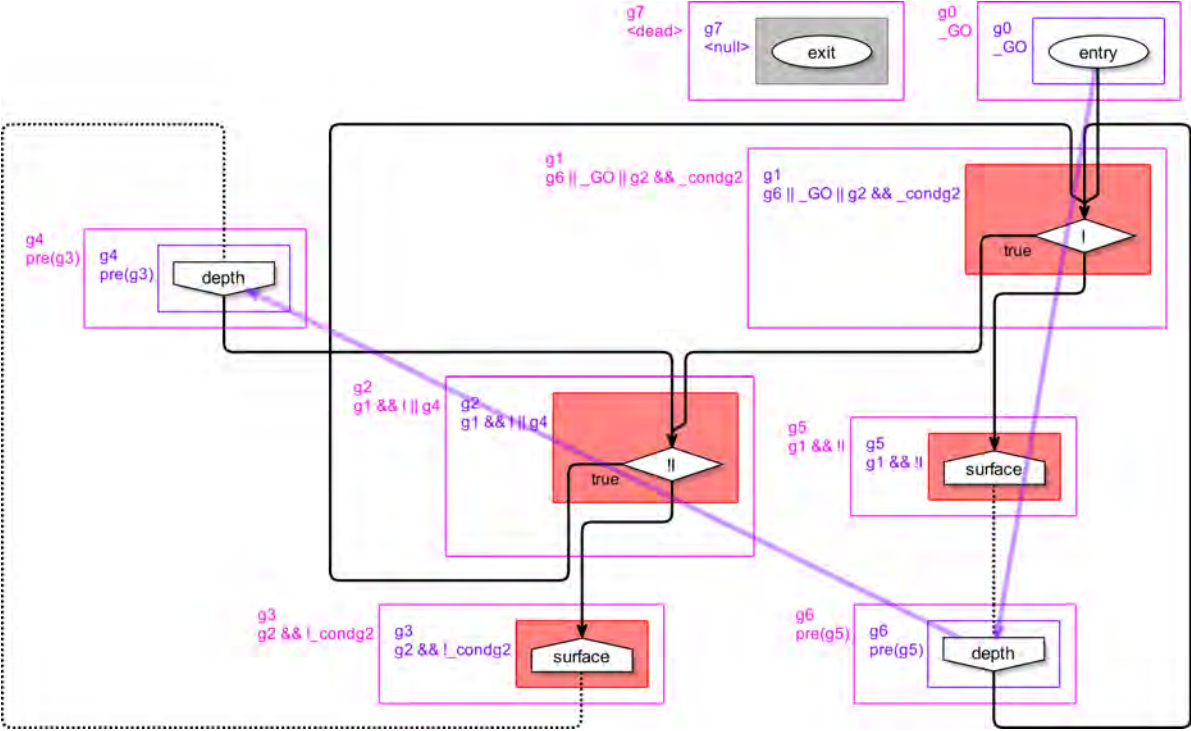 g7
<dead>
g7
<null>
exit
g0
_GO
g0
_GO
entry
g1
g6 || _GO || g2 && _condg2
g1
g6 || _GO || g2 && _condg2
I
true
g4
pre(g3)
g4
pre(g3)
depth
g2
g1 && I || g4
g2
g1 && I || g4
!I
true
g5
g1 && !I
g5
g1 && !I
surface
g3
g2 && !_condg2
g3
g2 && !_condg2
surface
g6
pre(g5)
g6
pre(g5)
depth